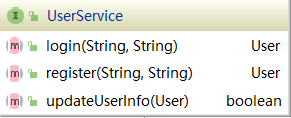 I UserService
m login(String, String) User
m register(String, String) User
m updateUserInfo(User) boolean